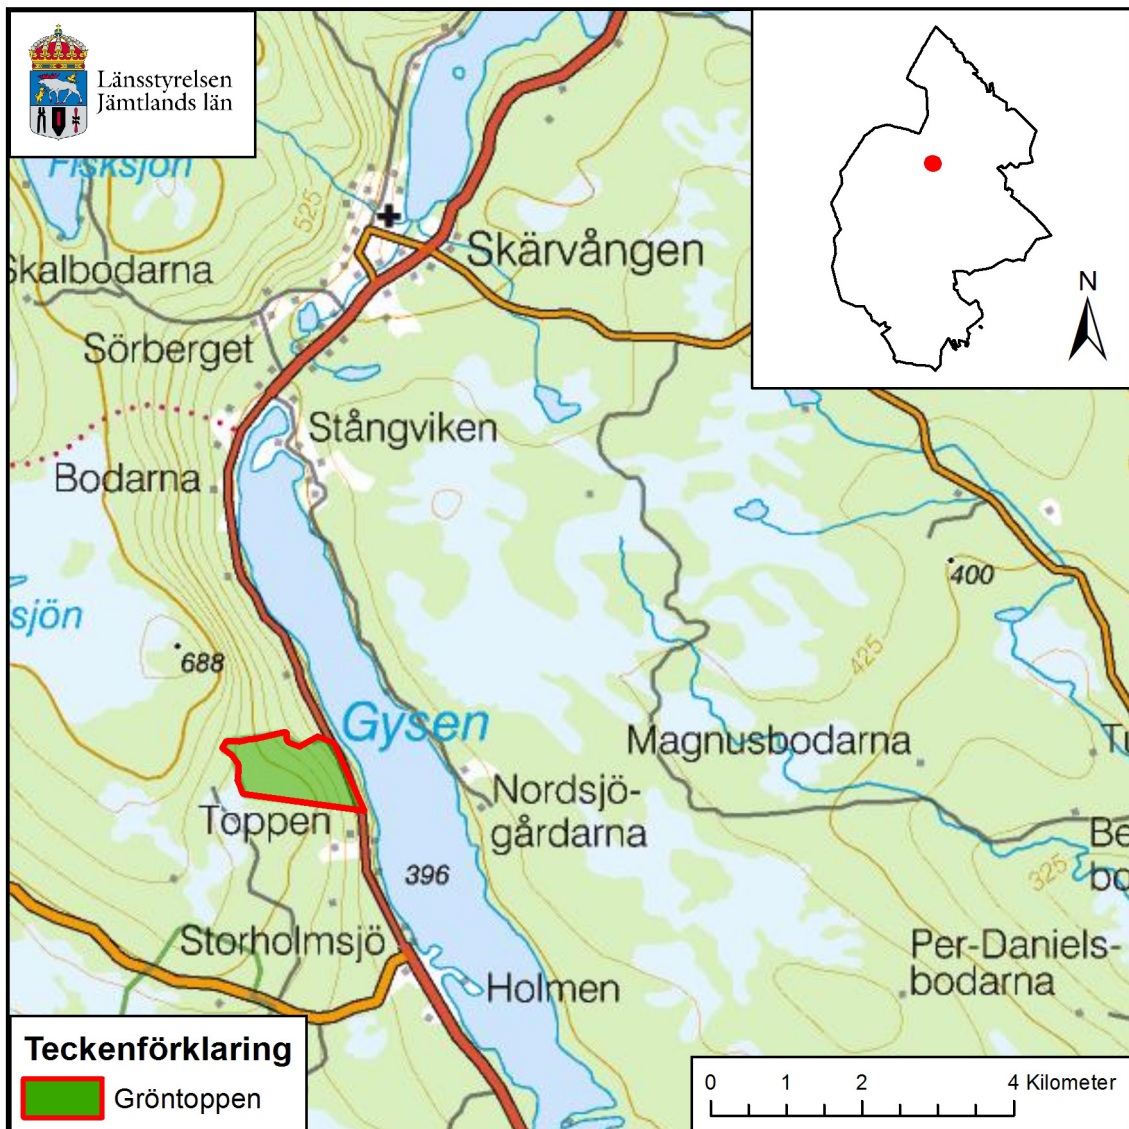 Länsstyrelsen
Jämtlands län
Fisksjön
525
Skalbodarna
Skärvången
N
Sörberget
Stångviken
Bodarna
400
sjön
688
425
Gysen
Magnusbodarna
Nordsjö-
gårdarna
Toppen
396
325
Storholmsjö
Per-Daniels-
bodarna
Holmen
Teckenförklaring
Gröntoppen
0 1 2 4 Kilometer